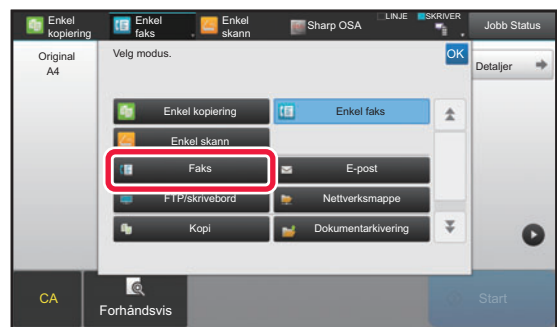 Enkel
kopiering
Enkel
faks
Enkel
skann
Sharp OSA
LINJE
SKRIVER
Jobb Status
Original
A4
Velg modus.
OK
Detaljer
Enkel kopiering
Enkel faks
Enkel skann
Faks
E-post
FTP/skrivebord
Nettverksmappe
Kopi
Dokumentarkivering
CA
Forhåndsvis
Start